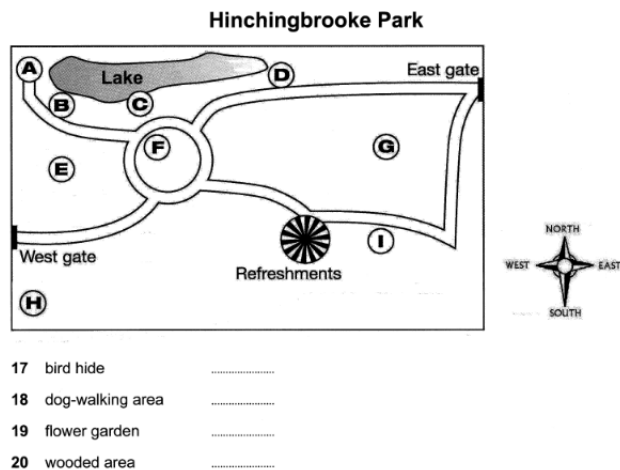 Hinchingbrooke Park
A
Lake
D
East gate
B
C
F
G
E
I
West gate
Refreshments
H
NORTH
WEST
EAST
SOUTH
17 bird hide ......................
18 dog-walking area ......................
19 flower garden ......................
20 wooded area ......................